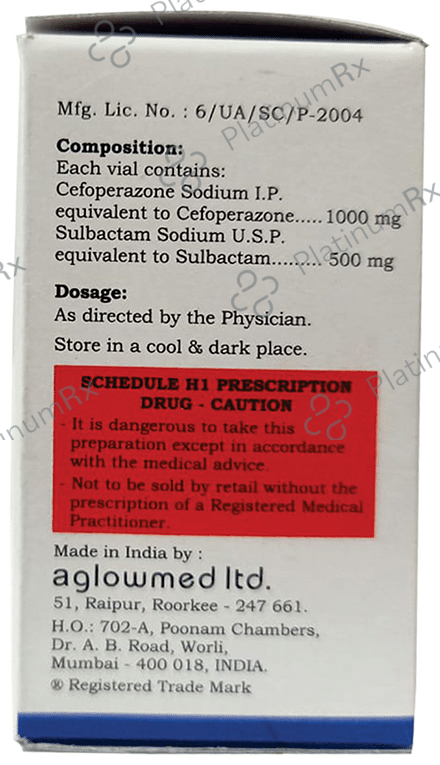 Mfg. Lic. No. : 6/UA/SC/P-2004
Composition:
Each vial contains:
Cefoperazone Sodium I.P.
equivalent to Cefoperazone..... 1000 mg
Sulbactam Sodium U.S.P.
equivalent to Sulbactam......... 500 mg
Dosage:
As directed by the Physician.
Store in a cool & dark place.
SCHEDULE H1 PRESCRIPTION
DRUG - CAUTION
- It is dangerous to take this
preparation except in accordance
with the medical advice.
- Not to be sold by retail without the
prescription of a Registered Medical
Practitioner.
Made in India by :
aglowmed ltd.
51, Raipur, Roorkee - 247 661.
H.O.: 702-A, Poonam Chambers,
Dr. A. B. Road, Worli,
Mumbai - 400 018, INDIA.
® Registered Trade Mark
PlatinumRx
PlatinumRx
PlatinumRx